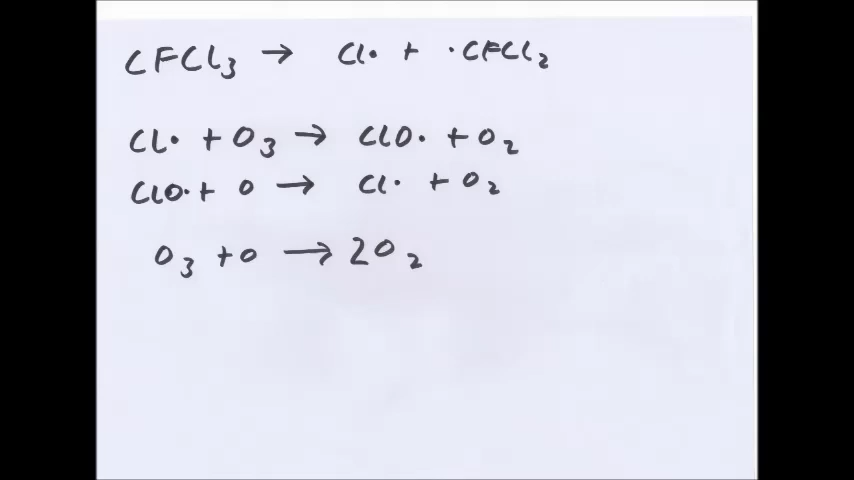 CFCl₃ → Cl· + ·CFCl₂
Cl· + O₃ → ClO· + O₂
ClO· + O → Cl· + O₂
O₃ + O → 2O₂